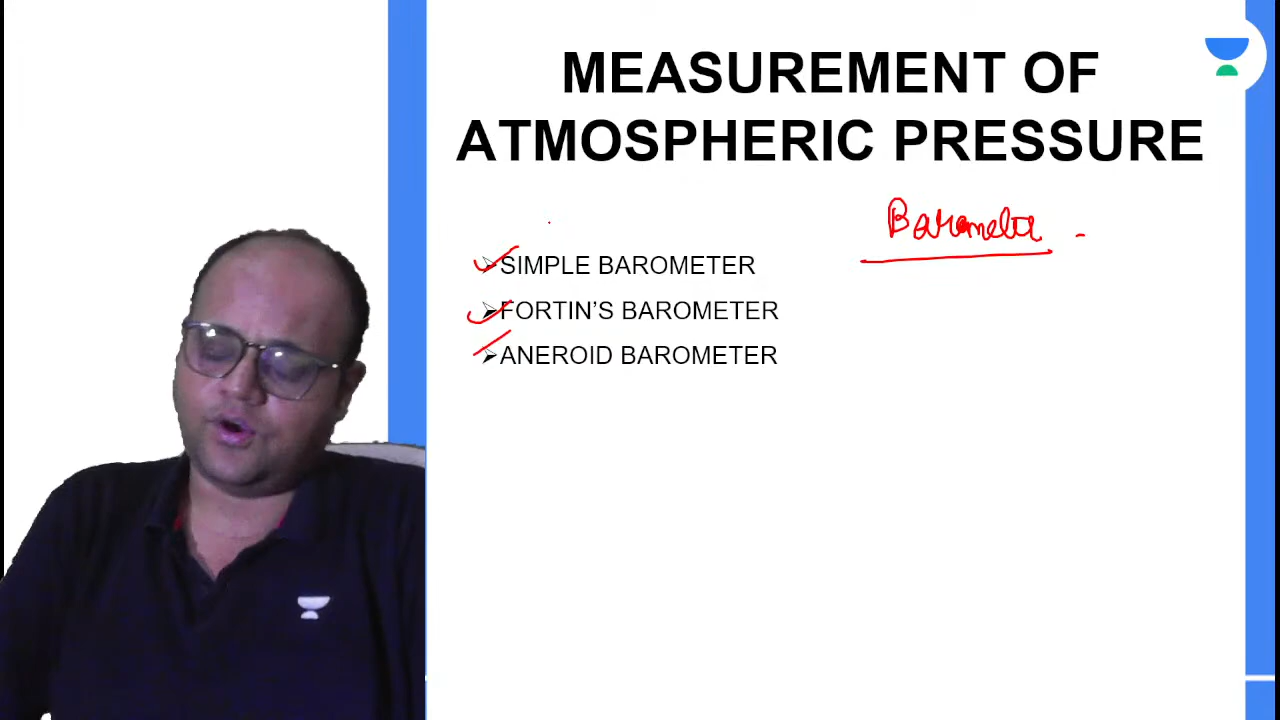 MEASUREMENT OF
ATMOSPHERIC PRESSURE
Barometer -
SIMPLE BAROMETER
FORTIN’S BAROMETER
ANEROID BAROMETER